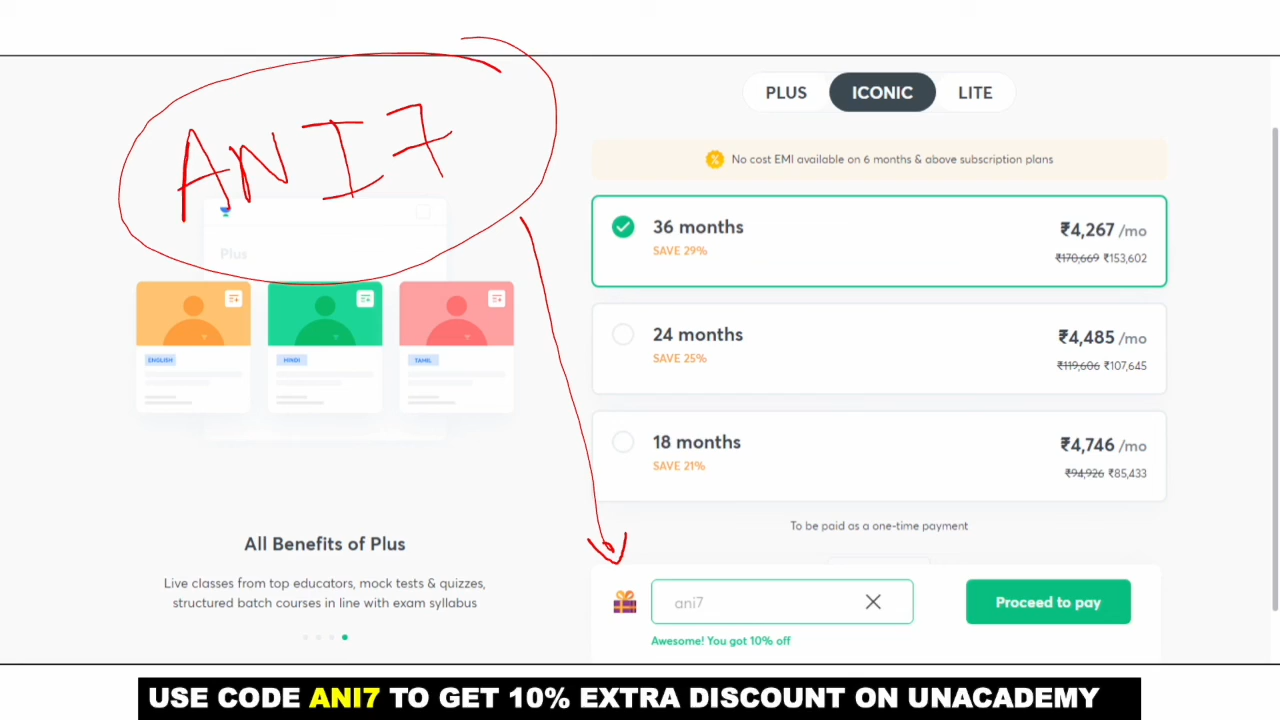 ANI7
Plus
ENGLISH
HINDI
TAMIL
All Benefits of Plus
Live classes from top educators, mock tests & quizzes,
structured batch courses in line with exam syllabus
PLUS ICONIC LITE
No cost EMI available on 6 months & above subscription plans
36 months ₹4,267 /mo
SAVE 29% ₹170,669 ₹153,602
24 months ₹4,485 /mo
SAVE 25% ₹119,606 ₹107,645
18 months ₹4,746 /mo
SAVE 21% ₹94,926 ₹85,433
To be paid as a one-time payment
ani7
Proceed to pay
Awesome! You got 10% off
USE CODE ANI7 TO GET 10% EXTRA DISCOUNT ON UNACADEMY